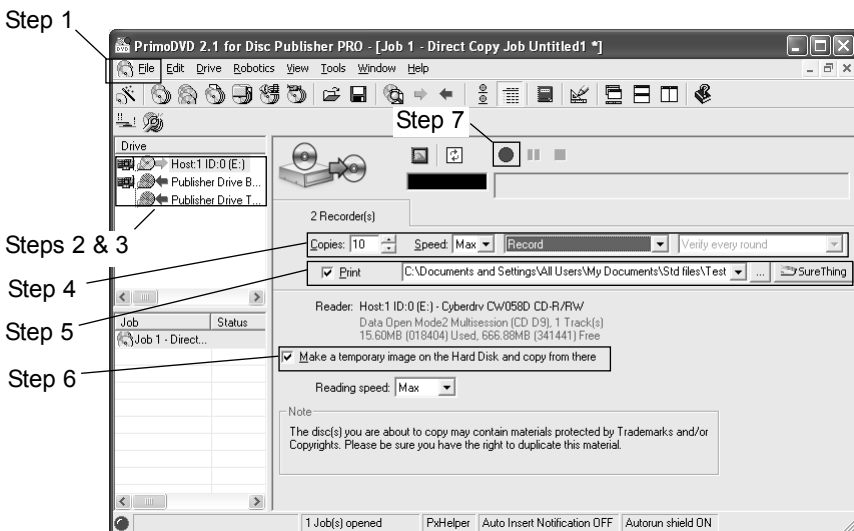 Step 1
PrimoDVD 2.1 for Disc Publisher PRO - [Job 1 - Direct Copy Job Untitled1 *]
File Edit Drive Robotics View Tools Window Help
Step 7
Drive
Host:1 ID:0 (E:)
Publisher Drive B...
Publisher Drive T...
Steps 2 & 3
2 Recorder(s)
Copies: 10 Speed: Max Record Verify every round
Step 4
Print C:\Documents and Settings\All Users\My Documents\Std files\Test ... SureThing
Step 5
Reader: Host:1 ID:0 (E:) - Cyberdrv CW058D CD-R/RW
Data Open Mode2 Multisession (CD D9), 1 Track(s)
15.60MB (018404) Used, 666.88MB (341441) Free
Job Status
Job 1 - Direct...
Step 6
Make a temporary image on the Hard Disk and copy from there
Reading speed: Max
Note
The disc(s) you are about to copy may contain materials protected by Trademarks and/or
Copyrights. Please be sure you have the right to duplicate this material.
1 Job(s) opened PxHelper Auto Insert Notification OFF Autorun shield ON